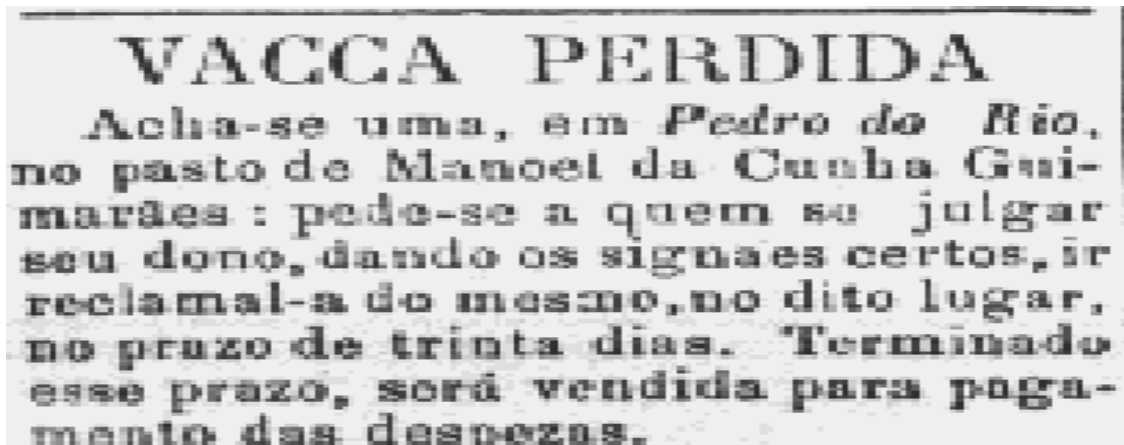 VACCA PERDIDA
Acha-se uma, em Pedro do Rio,
no pasto de Manoel da Cunha Gui-
marães : pede-se a quem se julgar
seu dono, dando os signaes certos, ir
reclamal-a do mesmo, no dito lugar,
no prazo de trinta dias. Terminado
esse prazo, será vendida para paga-
mento das despezas.